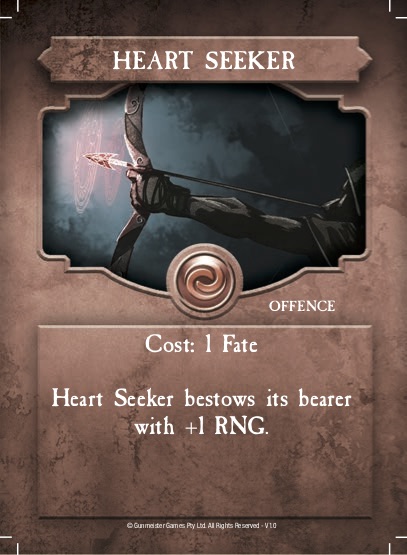 HEART SEEKER
OFFENCE
Cost: 1 Fate
Heart Seeker bestows its bearer
with +1 RNG.
© Gunmeister Games Pty Ltd. All Rights Reserved - V1.0